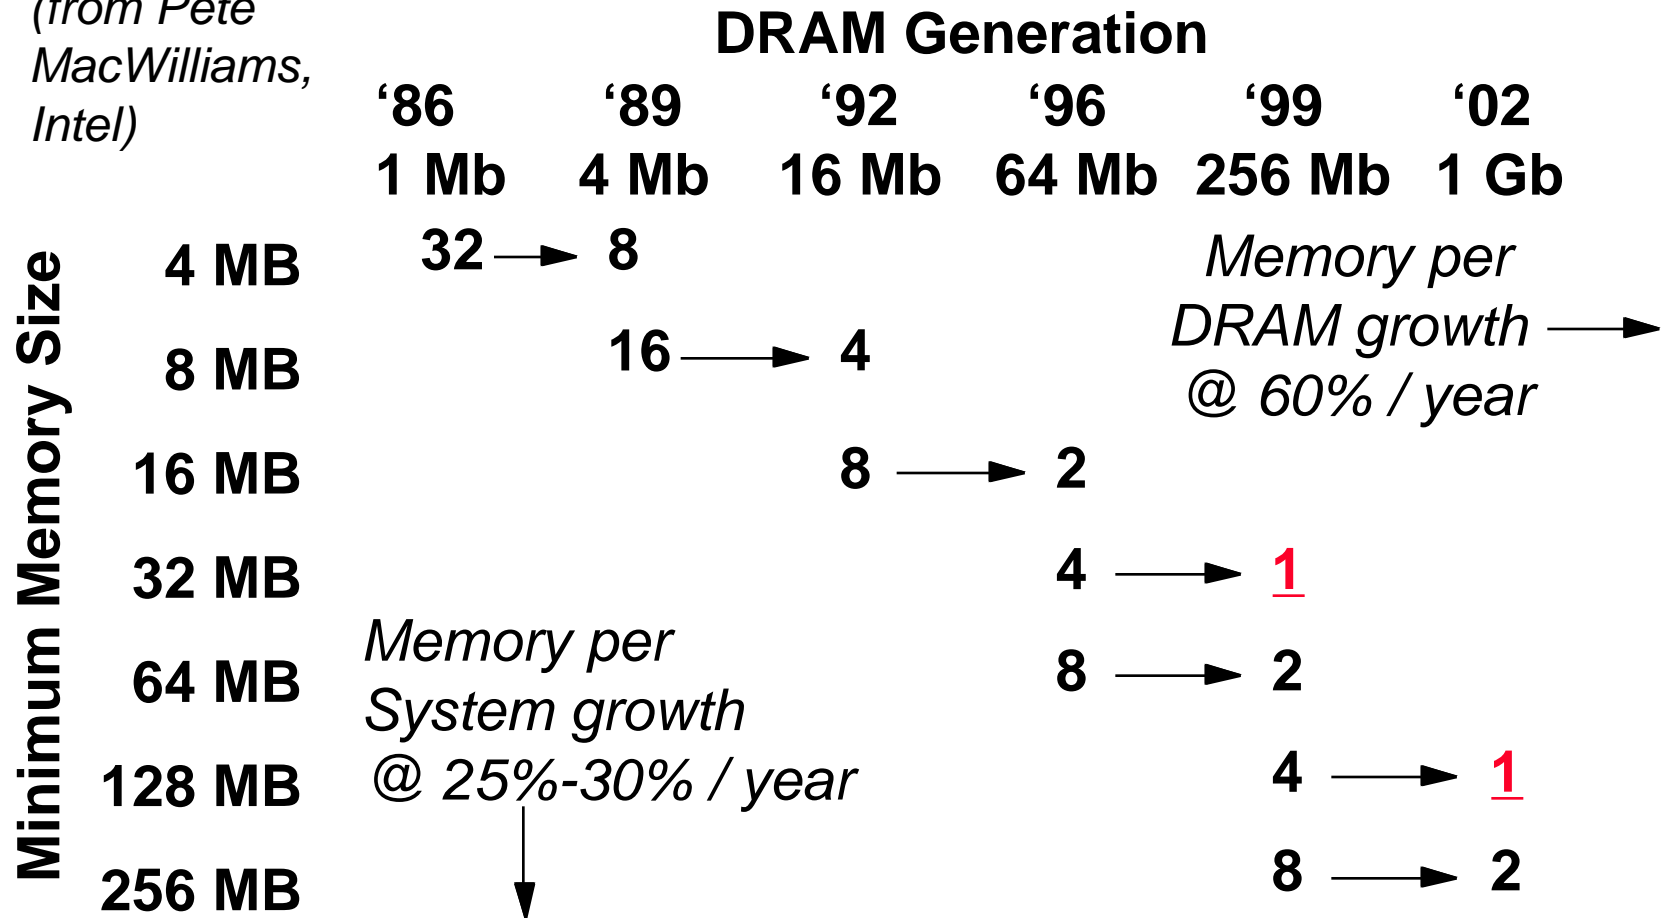 (from Pete
MacWilliams,
Intel)
DRAM Generation
‘86 ‘89 ‘92 ‘96 ‘99 ‘02
1 Mb 4 Mb 16 Mb 64 Mb 256 Mb 1 Gb
Minimum Memory Size
4 MB 32 8
8 MB 16 4
16 MB 8 2
32 MB 4 1
64 MB 8 2
128 MB 4 1
256 MB 8 2
Memory per
DRAM growth
@ 60% / year
Memory per
System growth
@ 25%-30% / year